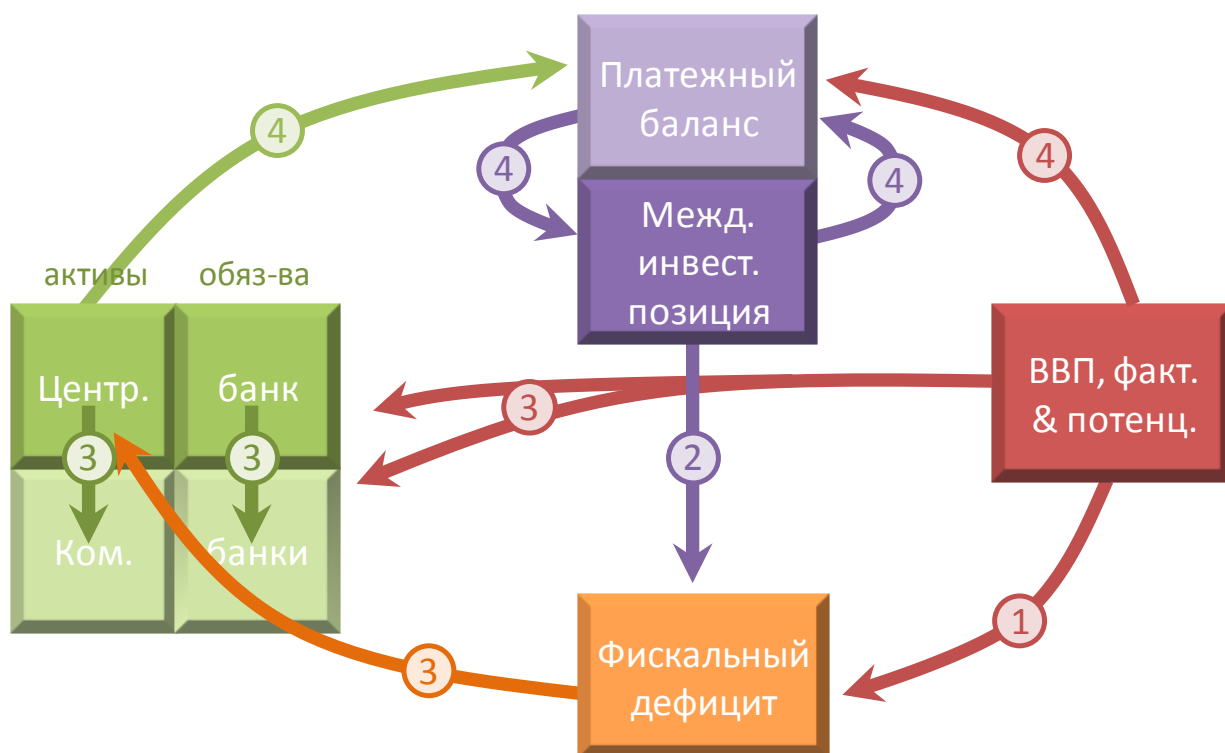 Платежный
баланс
4
4
4
4
Межд.
инвест.
позиция
активы
обяз-ва
Центр.
банк
ВВП, факт.
& потенц.
3
3
3
2
Ком.
банки
1
Фискальный
дефицит
3